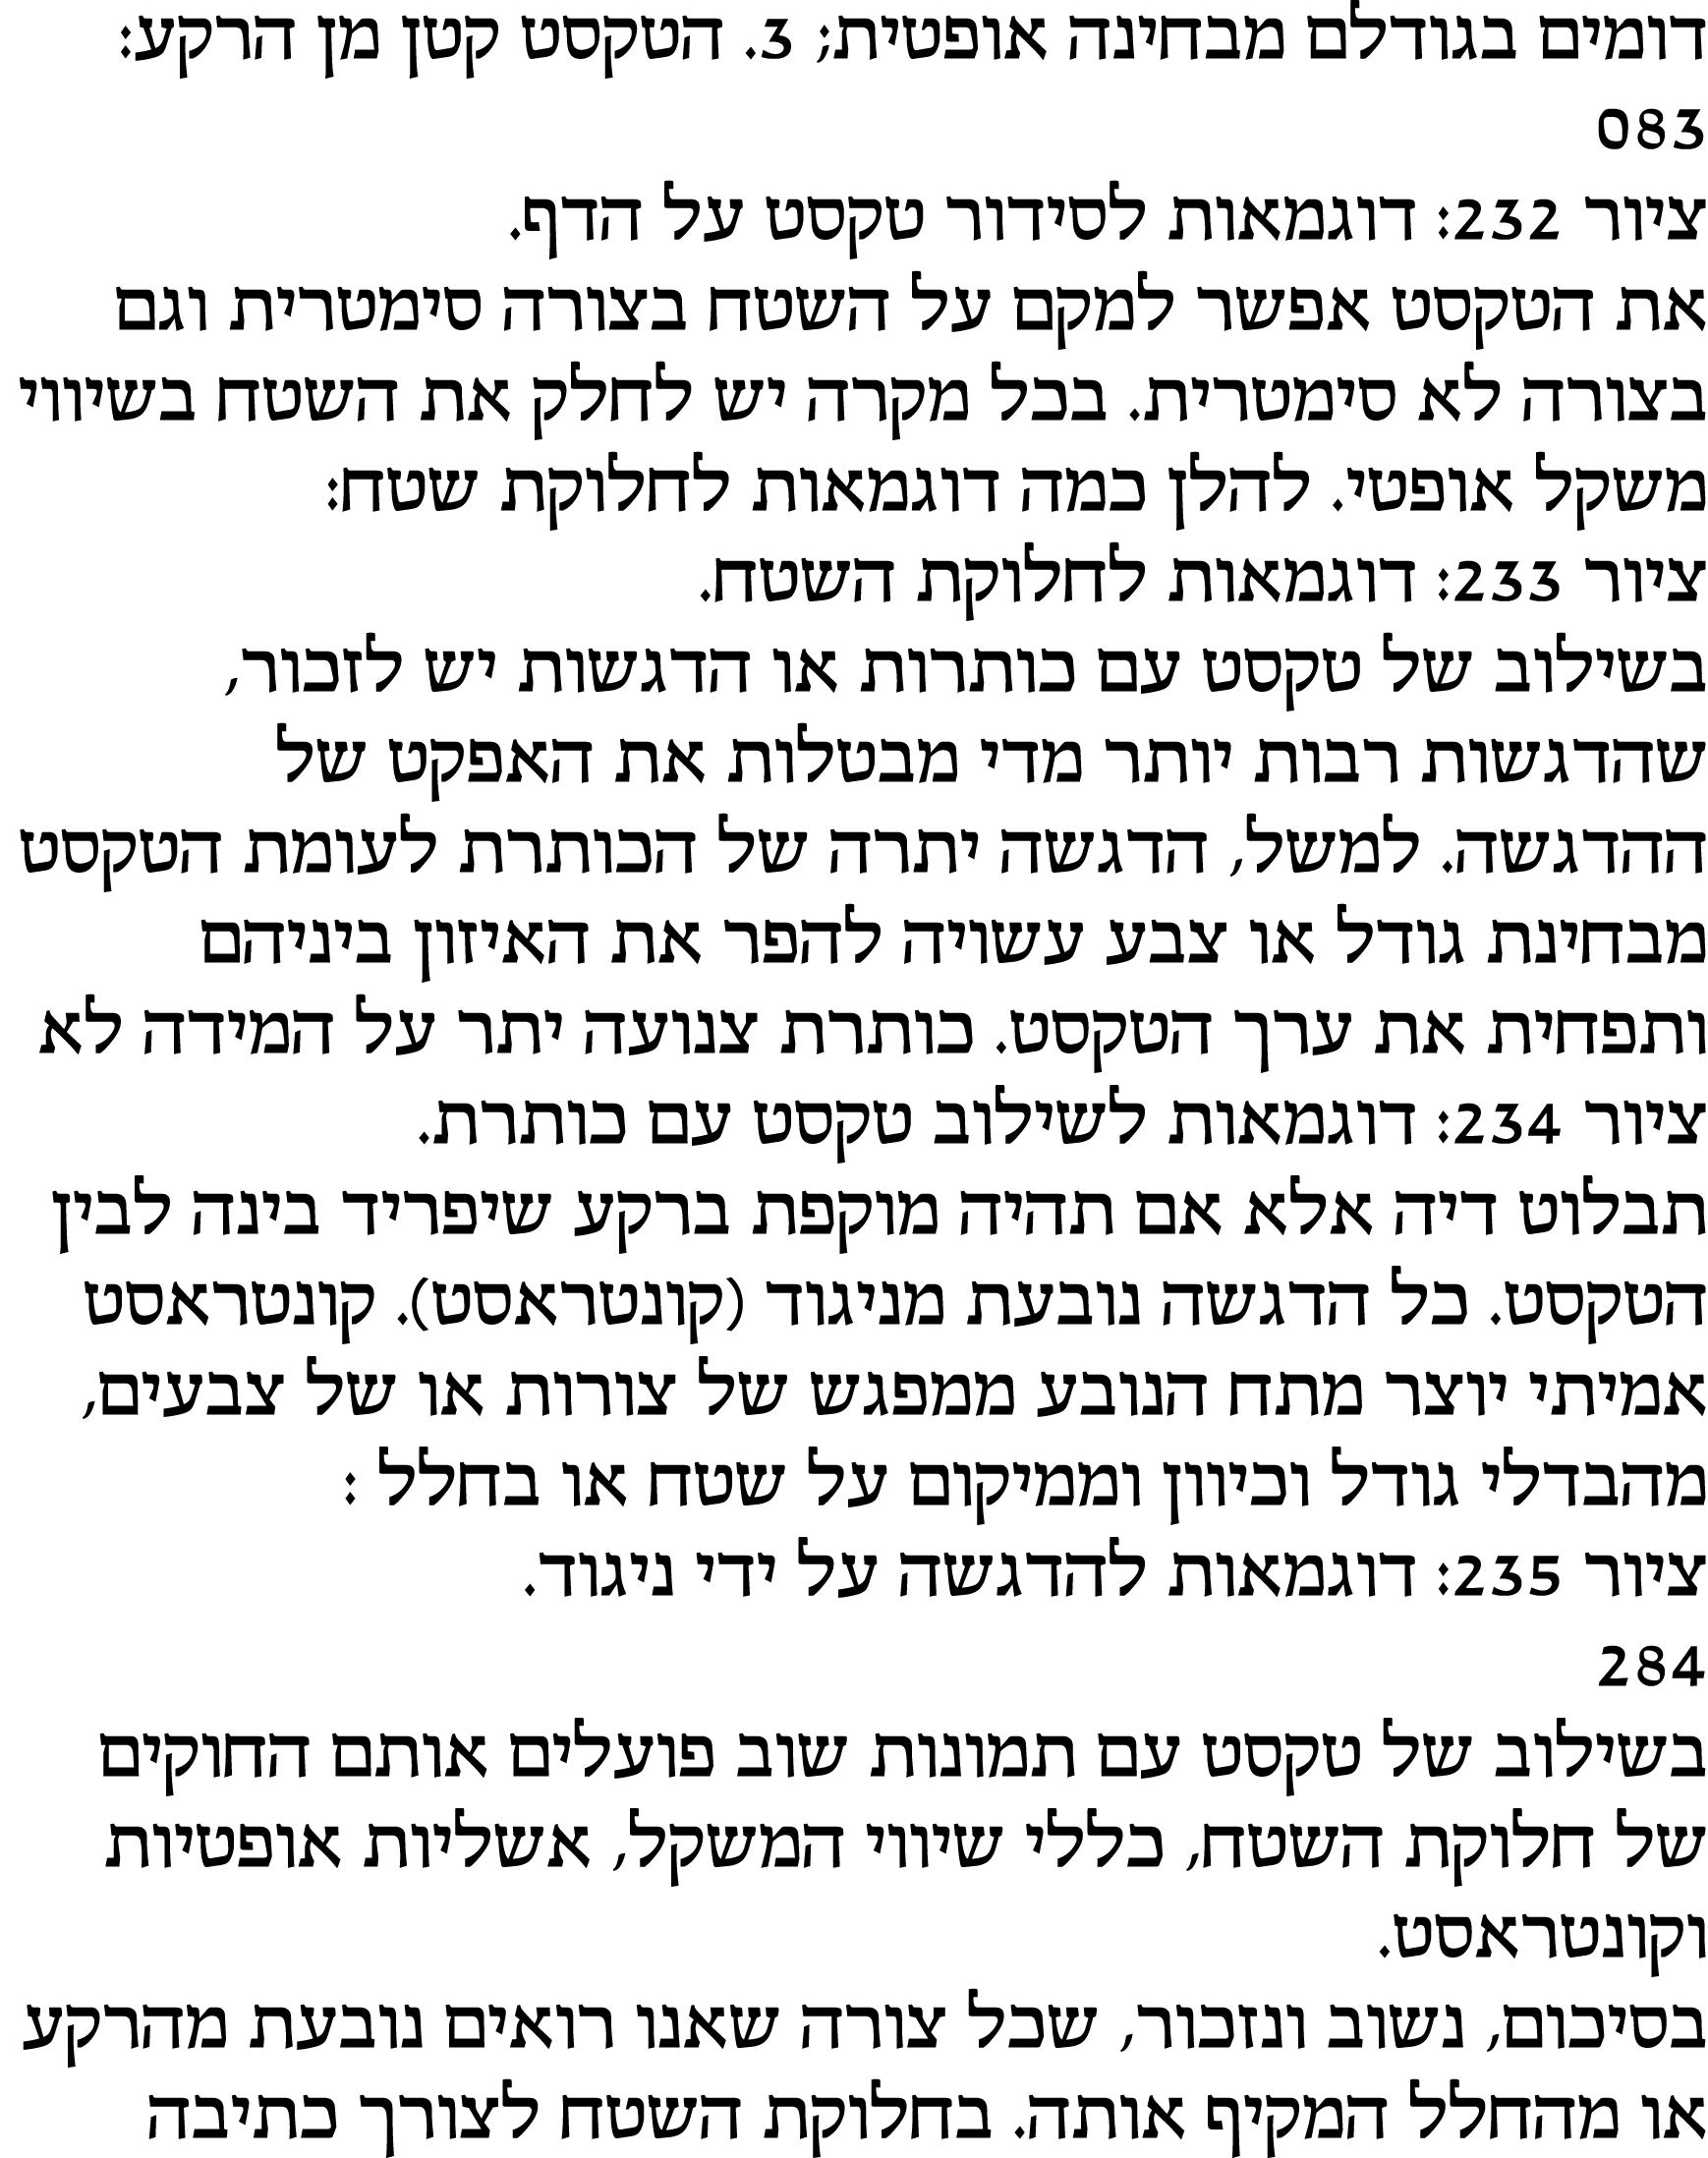 דומים בגודלם מבחינה אופטית; 3. הטקסט קטן מן הרקע:
083
ציור 232: דוגמאות לסידור טקסט על הדף.
את הטקסט אפשר למקם על השטח בצורה סימטרית וגם
בצורה לא סימטרית. בכל מקרה יש לחלק את השטח בשיווי
משקל אופטי. להלן כמה דוגמאות לחלוקת שטח:
ציור 233: דוגמאות לחלוקת השטח.
בשילוב של טקסט עם כותרות או הדגשות יש לזכור,
שהדגשות רבות יותר מדי מבטלות את האפקט של
ההדגשה. למשל, הדגשה יתרה של הכותרת לעומת הטקסט
מבחינת גודל או צבע עשויה להפר את האיזון ביניהם
ותפחית את ערך הטקסט. כותרת צנועה יתר על המידה לא
ציור 234: דוגמאות לשילוב טקסט עם כותרת.
תבלוט דיה אלא אם תהיה מוקפת ברקע שיפריד בינה לבין
הטקסט. כל הדגשה נובעת מניגוד (קונטראסט). קונטראסט
אמיתי יוצר מתח הנובע ממפגש של צורות או של צבעים,
מהבדלי גודל וכיוון וממיקום על שטח או בחלל :
ציור 235: דוגמאות להדגשה על ידי ניגוד.
284
בשילוב של טקסט עם תמונות שוב פועלים אותם החוקים
של חלוקת השטח, כללי שיווי המשקל, אשליות אופטיות
וקונטראסט.
בסיכום, נשוב ונזכור, שכל צורה שאנו רואים נובעת מהרקע
או מהחלל המקיף אותה. בחלוקת השטח לצורך כתיבה